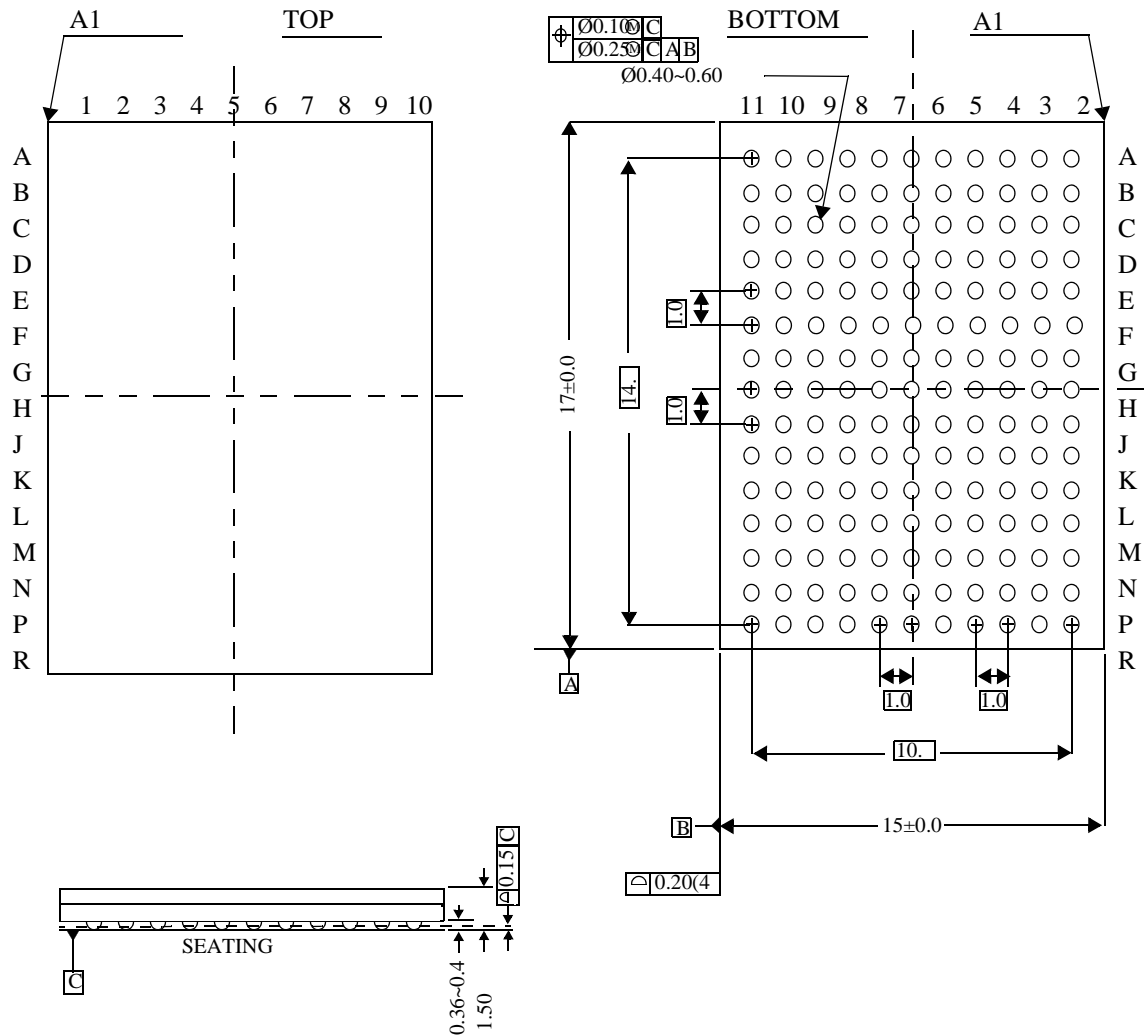 A1 TOP
Ø0.10Ⓜ C
Ø0.25Ⓜ C A B
BOTTOM A1
Ø0.40~0.60
1 2 3 4 5 6 7 8 9 10
11 10 9 8 7 6 5 4 3 2
A
B
C
D
E
F
G
H
J
K
L
M
N
P
R
17±0.0
14.
1.0
1.0
A
B
C
D
E
F
G
H
J
K
L
M
N
P
R
A
1.0 1.0
10.
B
15±0.0
0.20(4
0.15 C
SEATING
C
0.36~0.4
1.50